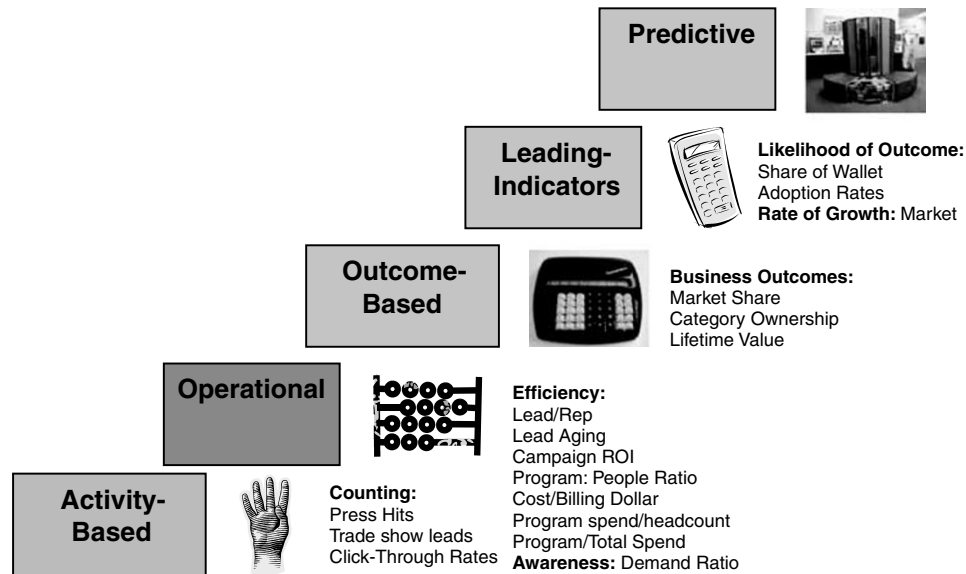 Predictive
Leading-
Indicators
Likelihood of Outcome:
Share of Wallet
Adoption Rates
Rate of Growth: Market
Outcome-
Based
Business Outcomes:
Market Share
Category Ownership
Lifetime Value
Operational
Efficiency:
Lead/Rep
Lead Aging
Campaign ROI
Program: People Ratio
Cost/Billing Dollar
Program spend/headcount
Program/Total Spend
Awareness: Demand Ratio
Activity-
Based
Counting:
Press Hits
Trade show leads
Click-Through Rates